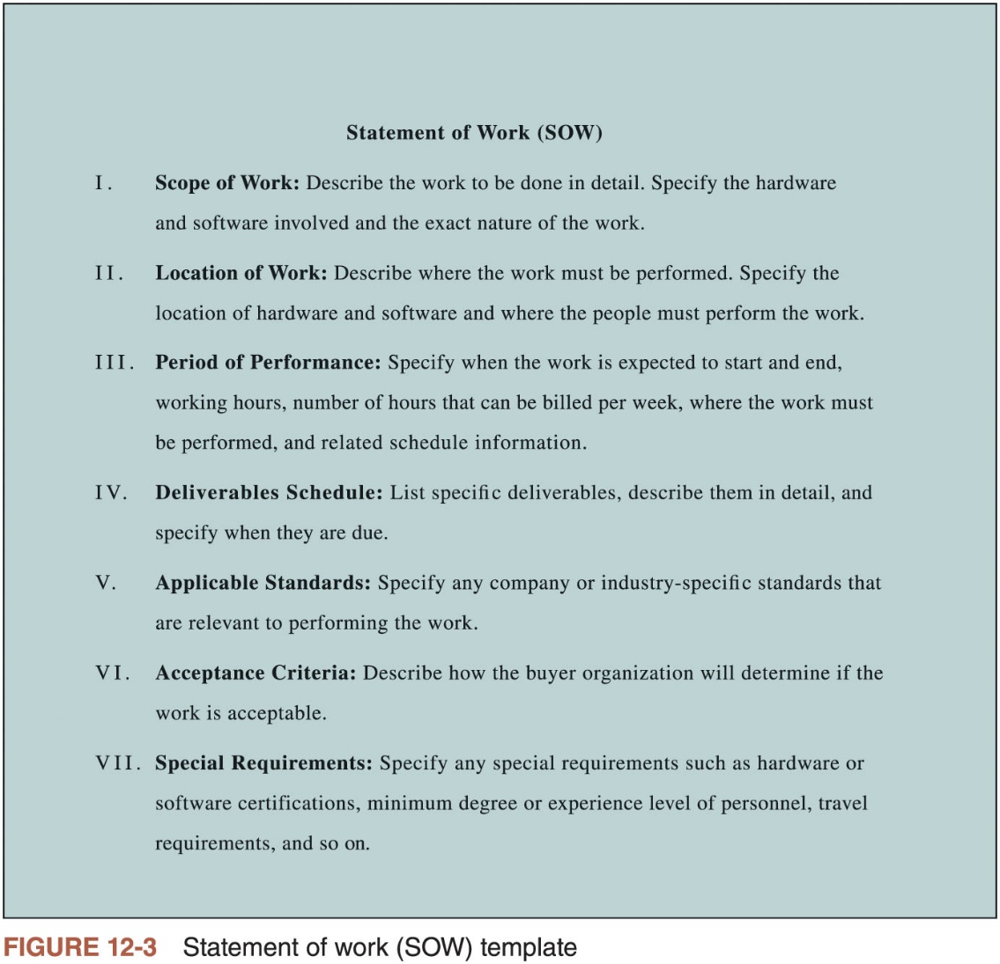 Statement of Work (SOW)
I. Scope of Work: Describe the work to be done in detail. Specify the hardware
and software involved and the exact nature of the work.
II. Location of Work: Describe where the work must be performed. Specify the
location of hardware and software and where the people must perform the work.
III. Period of Performance: Specify when the work is expected to start and end,
working hours, number of hours that can be billed per week, where the work must
be performed, and related schedule information.
IV. Deliverables Schedule: List specific deliverables, describe them in detail, and
specify when they are due.
V. Applicable Standards: Specify any company or industry-specific standards that
are relevant to performing the work.
VI. Acceptance Criteria: Describe how the buyer organization will determine if the
work is acceptable.
VII. Special Requirements: Specify any special requirements such as hardware or
software certifications, minimum degree or experience level of personnel, travel
requirements, and so on.
FIGURE 12-3 Statement of work (SOW) template